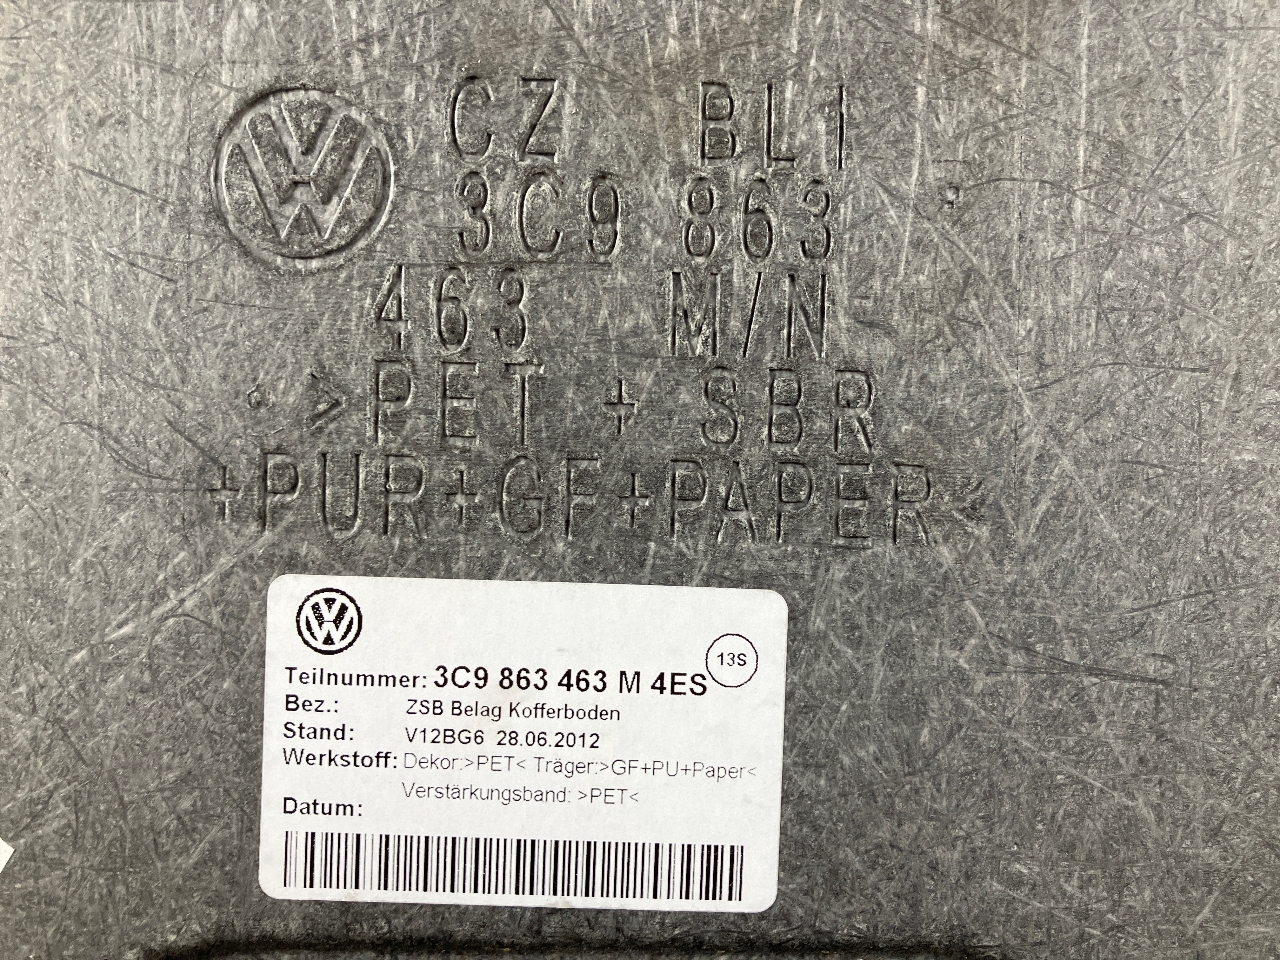 CZ BLI
3C9 863
463 M/N
>PET + SBR
+PUR+GF+PAPER<
13S
Teilnummer: 3C9 863 463 M 4ES
Bez.: ZSB Belag Kofferboden
Stand: V12BG6 28.06.2012
Werkstoff: Dekor:>PET< Träger:>GF+PU+Paper<
Verstärkungsband: >PET<
Datum: